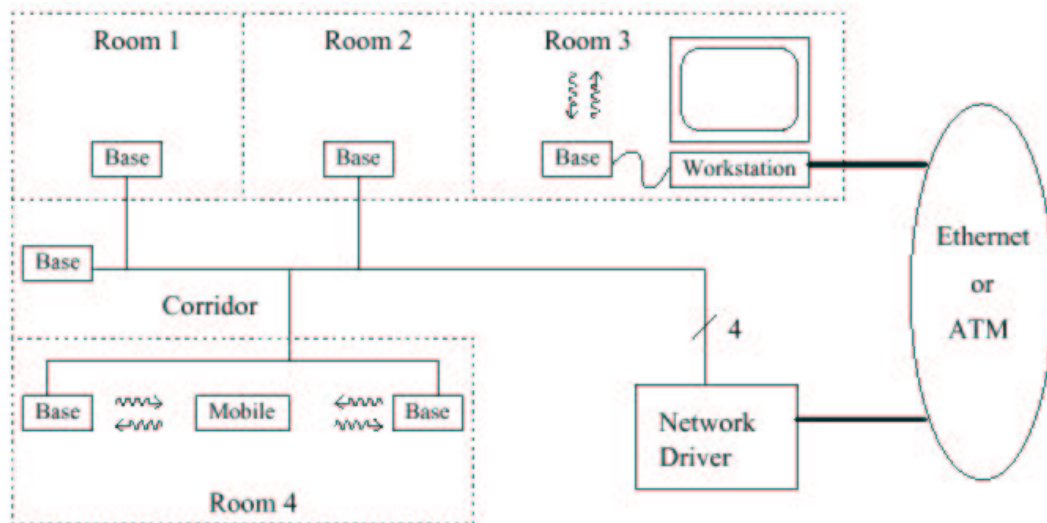 Room 1
Room 2
Room 3
Base
Base
Base
Workstation
Base
Corridor
Ethernet
or
ATM
4
Base
Mobile
Base
Network
Driver
Room 4